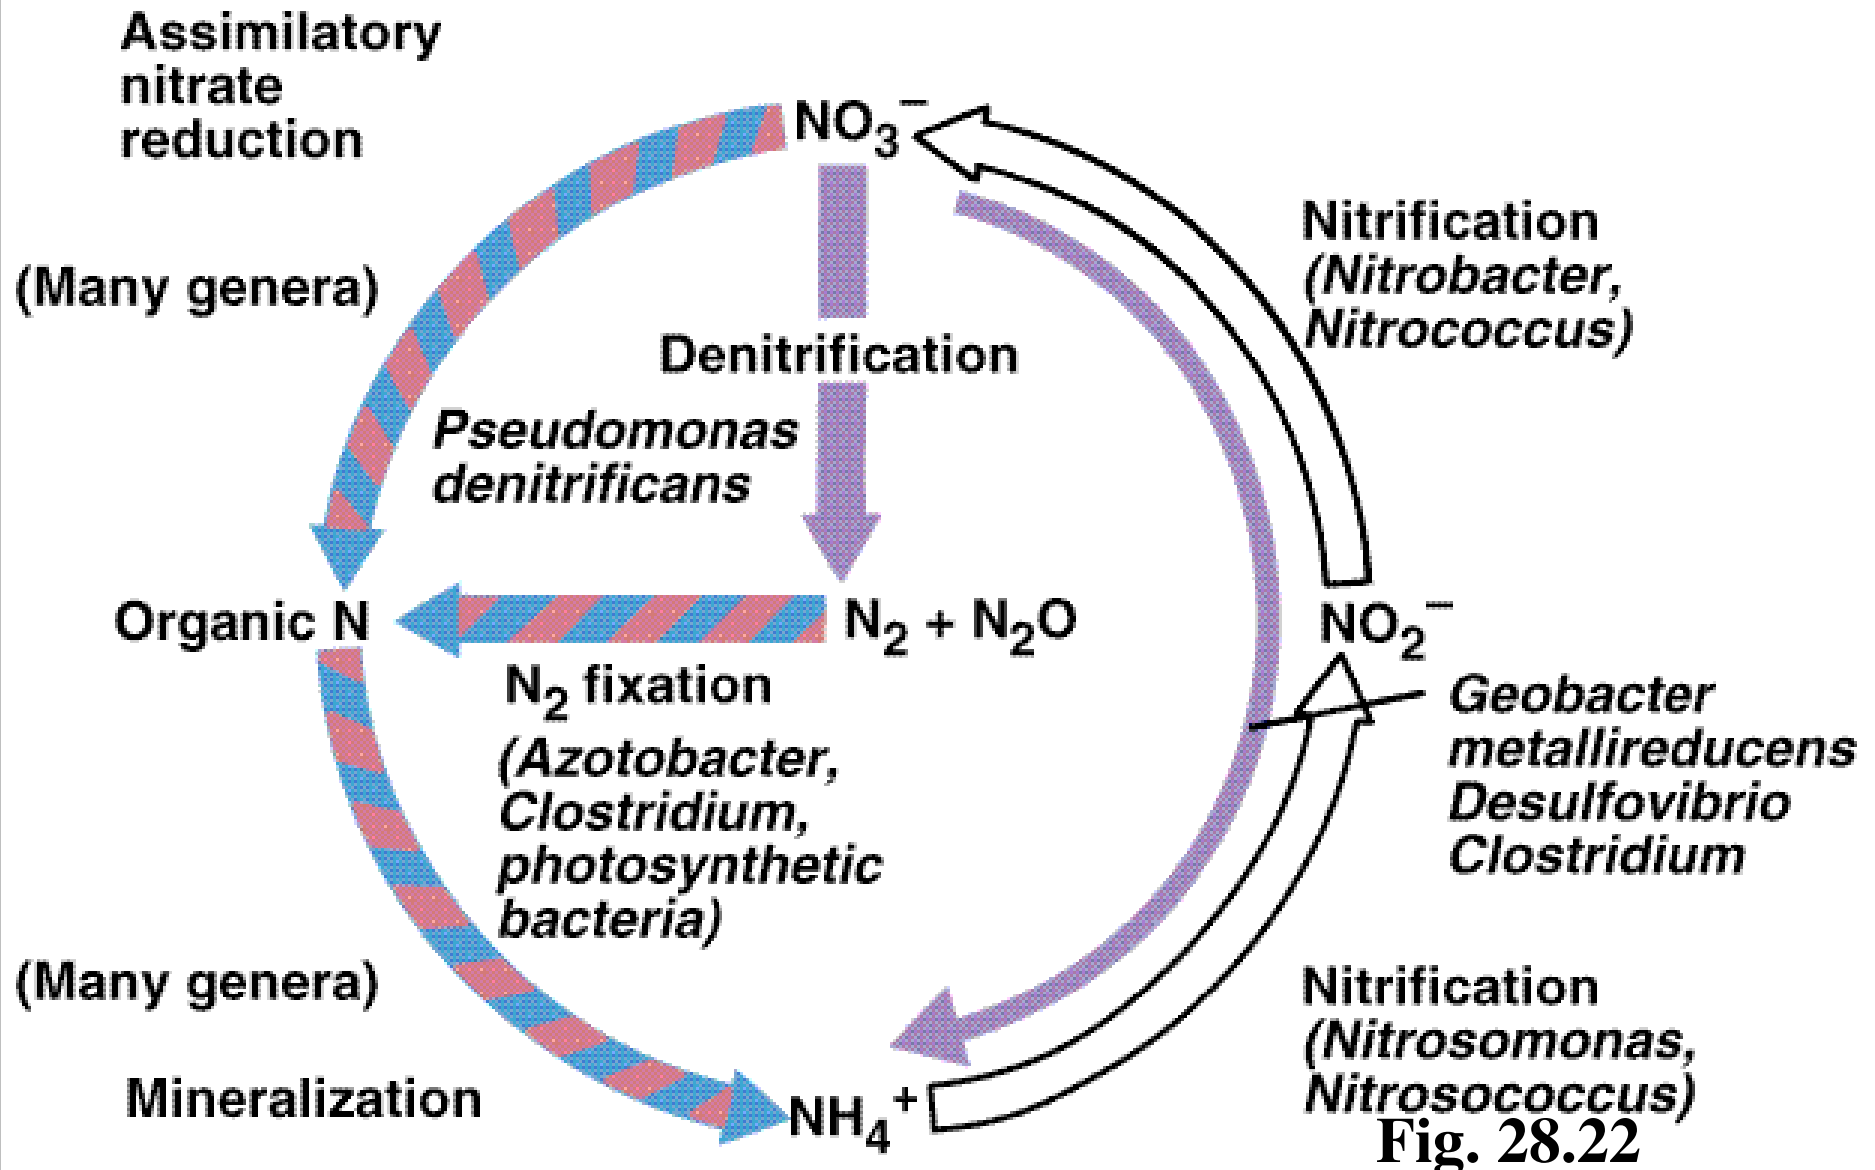 Assimilatory
nitrate
reduction
NO₃⁻
Nitrification
(Nitrobacter,
Nitrococcus)
(Many genera)
Denitrification
Pseudomonas
denitrificans
Organic N
N₂ + N₂O
NO₂⁻
N₂ fixation
(Azotobacter,
Clostridium,
photosynthetic
bacteria)
Geobacter
metallireducens
Desulfovibrio
Clostridium
(Many genera)
Mineralization
NH₄⁺
Nitrification
(Nitrosomonas,
Nitrosococcus)
Fig. 28.22